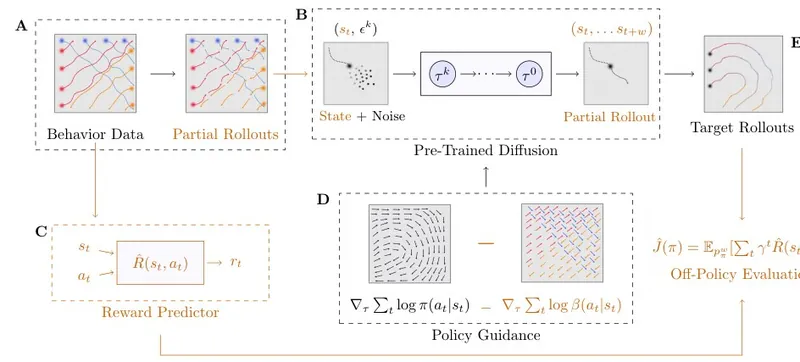 A
Behavior Data
Partial Rollouts
B
(s_t, ϵ^k)
(s_t, … s_{t+w})
τ^k
⋯
τ^0
State + Noise
Partial Rollout
Pre-Trained Diffusion
E
Target Rollouts
C
s_t
a_t
R̂(s_t, a_t)
r_t
Reward Predictor
D
−
∇_τ ∑_t log π(a_t|s_t) − ∇_τ ∑_t log β(a_t|s_t)
Policy Guidance
Ĵ(π) = 𝔼_{p_π^w}[∑_t γ^t R̂(s_t
Off-Policy Evaluatio